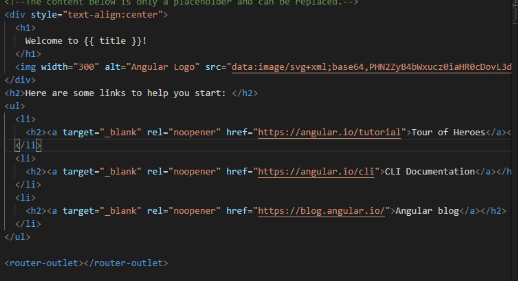 <!--The content below is only a placeholder and can be replaced.-->
<div style="text-align:center">
<h1>
Welcome to {{ title }}!
</h1>
<img width="300" alt="Angular Logo" src="data:image/svg+xml;base64,PHN2ZyB4bWxucz0iaHR0cDovL3d
</div>
<h2>Here are some links to help you start: </h2>
<ul>
<li>
<h2><a target="_blank" rel="noopener" href="https://angular.io/tutorial">Tour of Heroes</a><
</li>
<li>
<h2><a target="_blank" rel="noopener" href="https://angular.io/cli">CLI Documentation</a></h
</li>
<li>
<h2><a target="_blank" rel="noopener" href="https://blog.angular.io/">Angular blog</a></h2>
</li>
</ul>
<router-outlet></router-outlet>